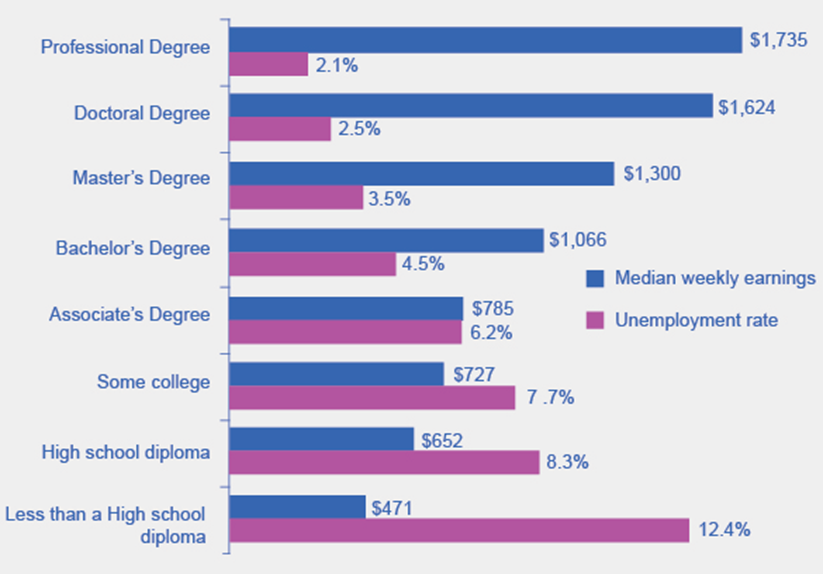 Professional Degree
$1,735
2.1%
Doctoral Degree
$1,624
2.5%
Master's Degree
$1,300
3.5%
Bachelor's Degree
$1,066
4.5%
Associate's Degree
$785
6.2%
Some college
$727
7 .7%
High school diploma
$652
8.3%
Less than a High school
diploma
$471
12.4%
Median weekly earnings
Unemployment rate